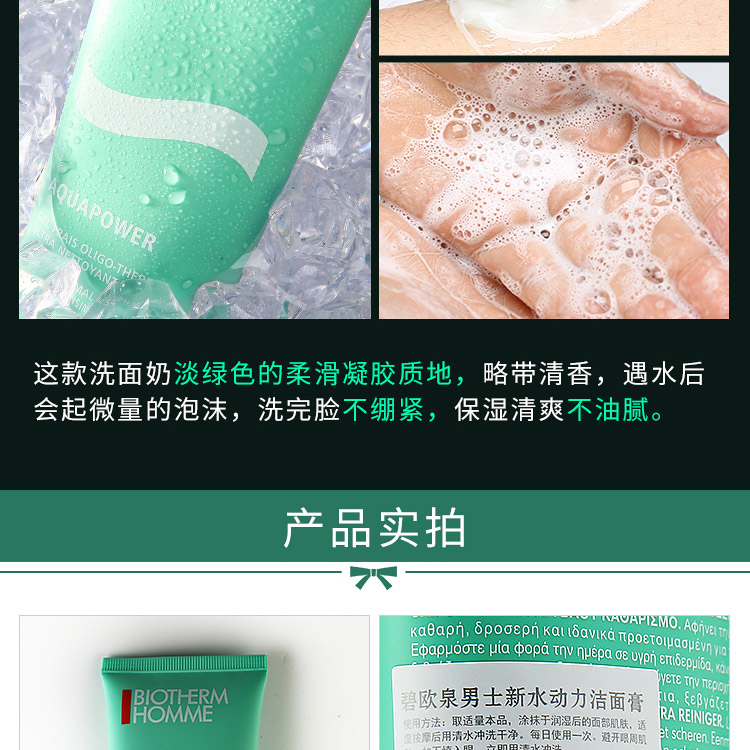 AQUAPOWER
这款洗面奶淡绿色的柔滑凝胶质地，略带清香，遇水后
会起微量的泡沫，洗完脸不绷紧，保湿清爽不油腻。
产品实拍
BIOTHERM
HOMME
ΚΑΘΑΡΙΣΜΟ. Αφήνει
καθαρή, δροσερή και ιδανικά προετοιμασμένη για
Εφαρμόστε μία φορά την ημέρα σε υγρή επιδερμίδα,
碧欧泉男士新水动力洁面膏
使用方法：取适量本品，涂抹于润湿后的面部肌肤，适
度按摩后用清水冲洗干净。每日使用一次。避开眼周肌
REINIGER.